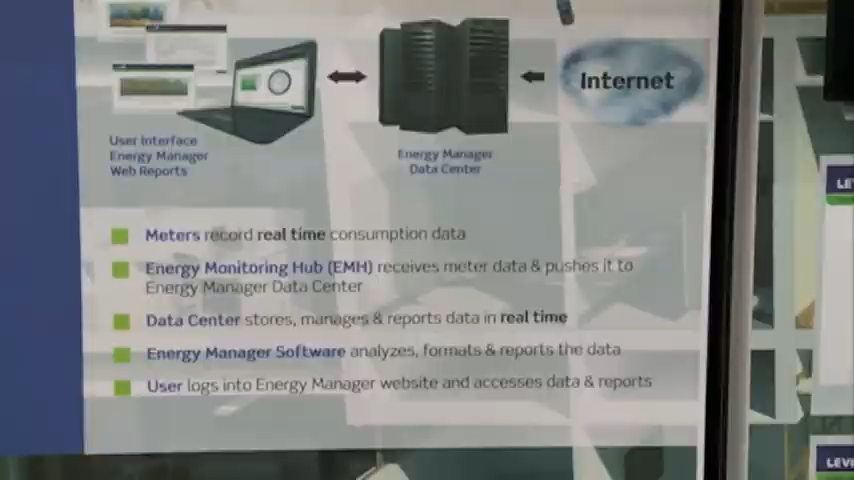 Internet
User Interface
Energy Manager
Web Reports
Energy Manager
Data Center
Meters record real time consumption data
Energy Monitoring Hub (EMH) receives meter data & pushes it to
Energy Manager Data Center
Data Center stores, manages & reports data in real time
Energy Manager Software analyzes, formats & reports the data
User logs into Energy Manager website and accesses data & reports